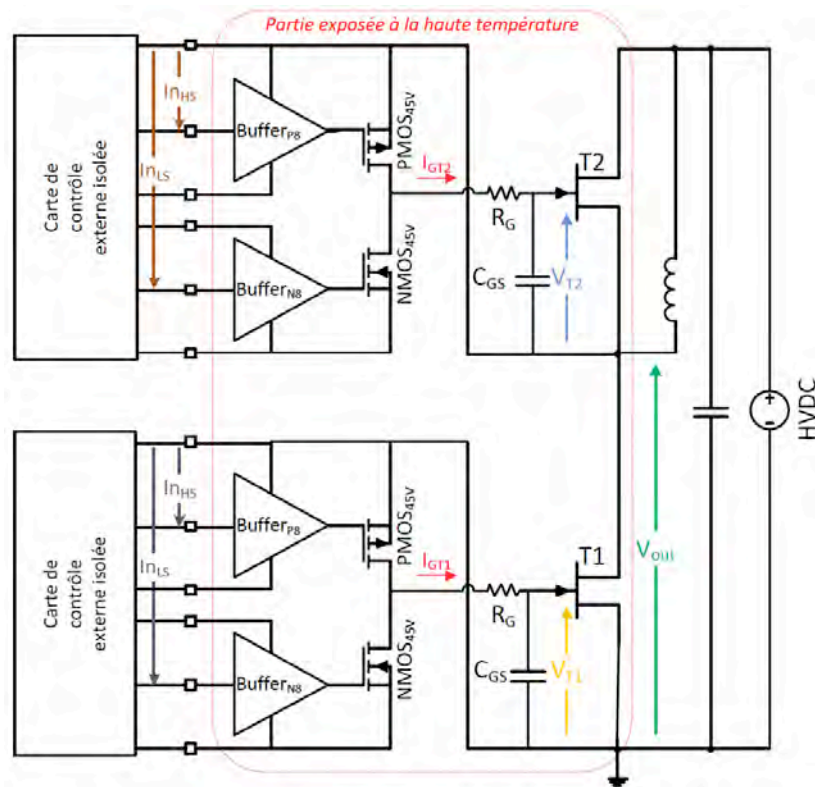 Partie exposée à la haute température
Carte de
contrôle
externe isolée
In_HS
In_LS
Buffer_P8
PMOS_45V
I_GT2
Buffer_N8
NMOS_45V
R_G
C_GS
V_T2
T2
HVDC
Carte de
contrôle
externe isolée
In_HS
In_LS
Buffer_P8
PMOS_45V
I_GT1
Buffer_N8
NMOS_45V
R_G
C_GS
V_T1
T1
V_out